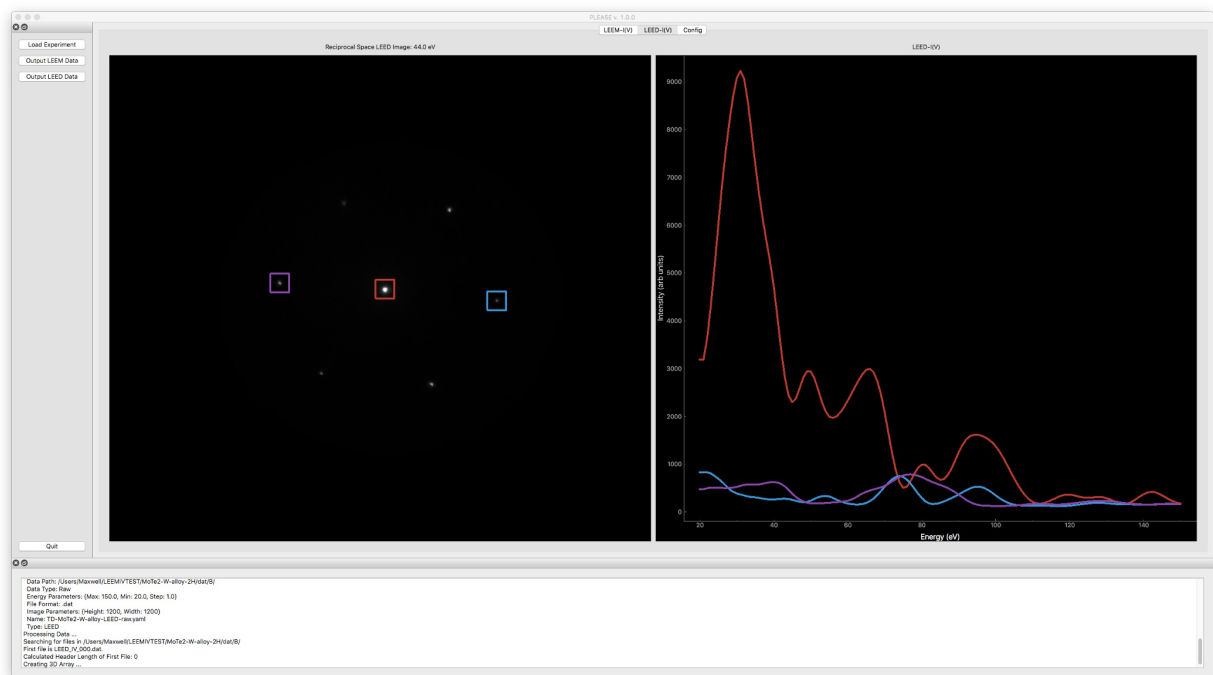 PLEASE v. 1.0.0
LEEM-I(V) LEED-I(V) Config
Load Experiment
Output LEEM Data
Output LEED Data
Quit
Reciprocal Space LEED Image: 44.0 eV
LEED-I(V)
9000
8000
7000
6000
5000
4000
3000
2000
1000
0
Intensity (arb units)
20 40 60 80 100 120 140
Energy (eV)
Data Path: /Users/Maxwell/LEEMIVTEST/MoTe2-W-alloy-2H/dat/B/
Data Type: Raw
Energy Parameters: {Max: 150.0, Min: 20.0, Step: 1.0}
File Format: .dat
Image Parameters: {Height: 1200, Width: 1200}
Name: TD-MoTe2-W-alloy-LEED-raw.yaml
Type: LEED
Processing Data ...
Searching for files in /Users/Maxwell/LEEMIVTEST/MoTe2-W-alloy-2H/dat/B/
First file is LEED_IV_000.dat.
Calculated Header Length of First File: 0
Creating 3D Array ...